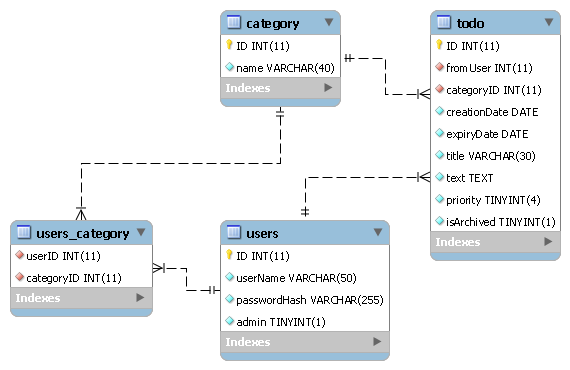 category
ID INT(11)
name VARCHAR(40)
Indexes
todo
ID INT(11)
fromUser INT(11)
categoryID INT(11)
creationDate DATE
expiryDate DATE
title VARCHAR(30)
text TEXT
priority TINYINT(4)
isArchived TINYINT(1)
Indexes
users_category
userID INT(11)
categoryID INT(11)
Indexes
users
ID INT(11)
userName VARCHAR(50)
passwordHash VARCHAR(255)
admin TINYINT(1)
Indexes